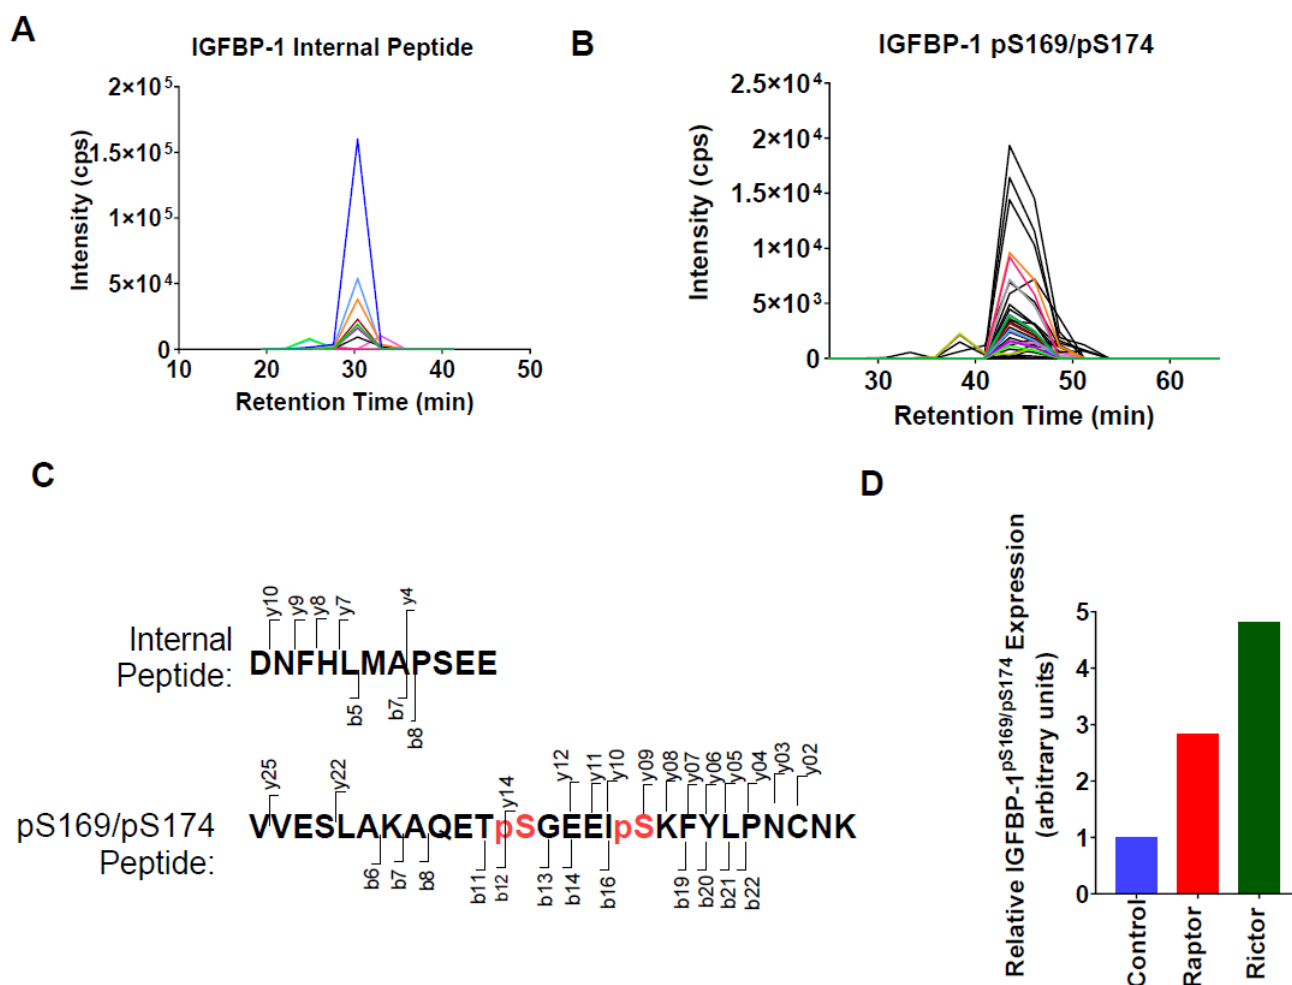 A
IGFBP-1 Internal Peptide
2×10⁵
1.5×10⁵
1×10⁵
5×10⁴
0
Intensity (cps)
10 20 30 40 50
Retention Time (min)
B
IGFBP-1 pS169/pS174
2.5×10⁴
2×10⁴
1.5×10⁴
1×10⁴
5×10³
0
Intensity (cps)
30 40 50 60
Retention Time (min)
C
y10 y9 y8 y7 y4
Internal
Peptide:
DNFHLMAPSEE
b5 b7 b8
y25 y22 y14 y12 y11 y10 y09 y08 y07 y06 y05 y04 y03 y02
pS169/pS174
Peptide:
VVESLAKAQETpSGEEIpSKFYLPNCNK
b6 b7 b8 b11 b12 b13 b14 b16 b19 b20 b21 b22
D
Relative IGFBP-1pS169/pS174 Expression
(arbitrary units)
5
4
3
2
1
0
Control
Raptor
Rictor